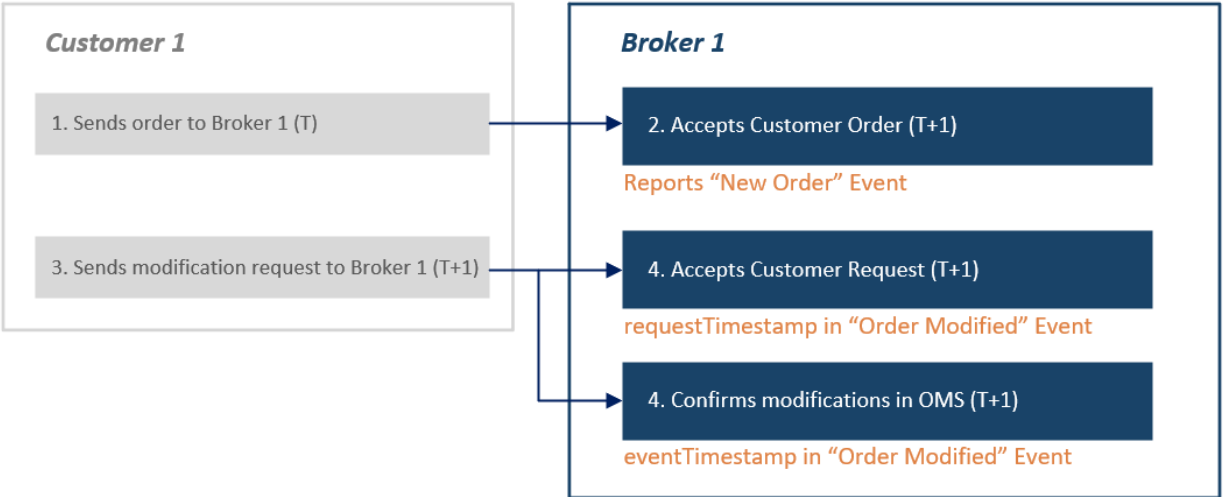 Customer 1
Broker 1
1. Sends order to Broker 1 (T)
2. Accepts Customer Order (T+1)
Reports “New Order” Event
3. Sends modification request to Broker 1 (T+1)
4. Accepts Customer Request (T+1)
requestTimestamp in “Order Modified” Event
4. Confirms modifications in OMS (T+1)
eventTimestamp in “Order Modified” Event